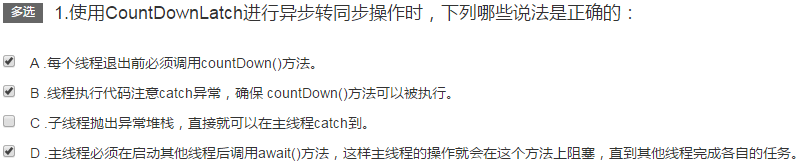 多选 1.使用CountDownLatch进行异步转同步操作时，下列哪些说法是正确的：
A .每个线程退出前必须调用countDown()方法。
B .线程执行代码注意catch异常，确保 countDown()方法可以被执行。
C .子线程抛出异常堆栈，直接就可以在主线程catch到。
D .主线程必须在启动其他线程后调用await()方法，这样主线程的操作就会在这个方法上阻塞，直到其他线程完成各自的任务。